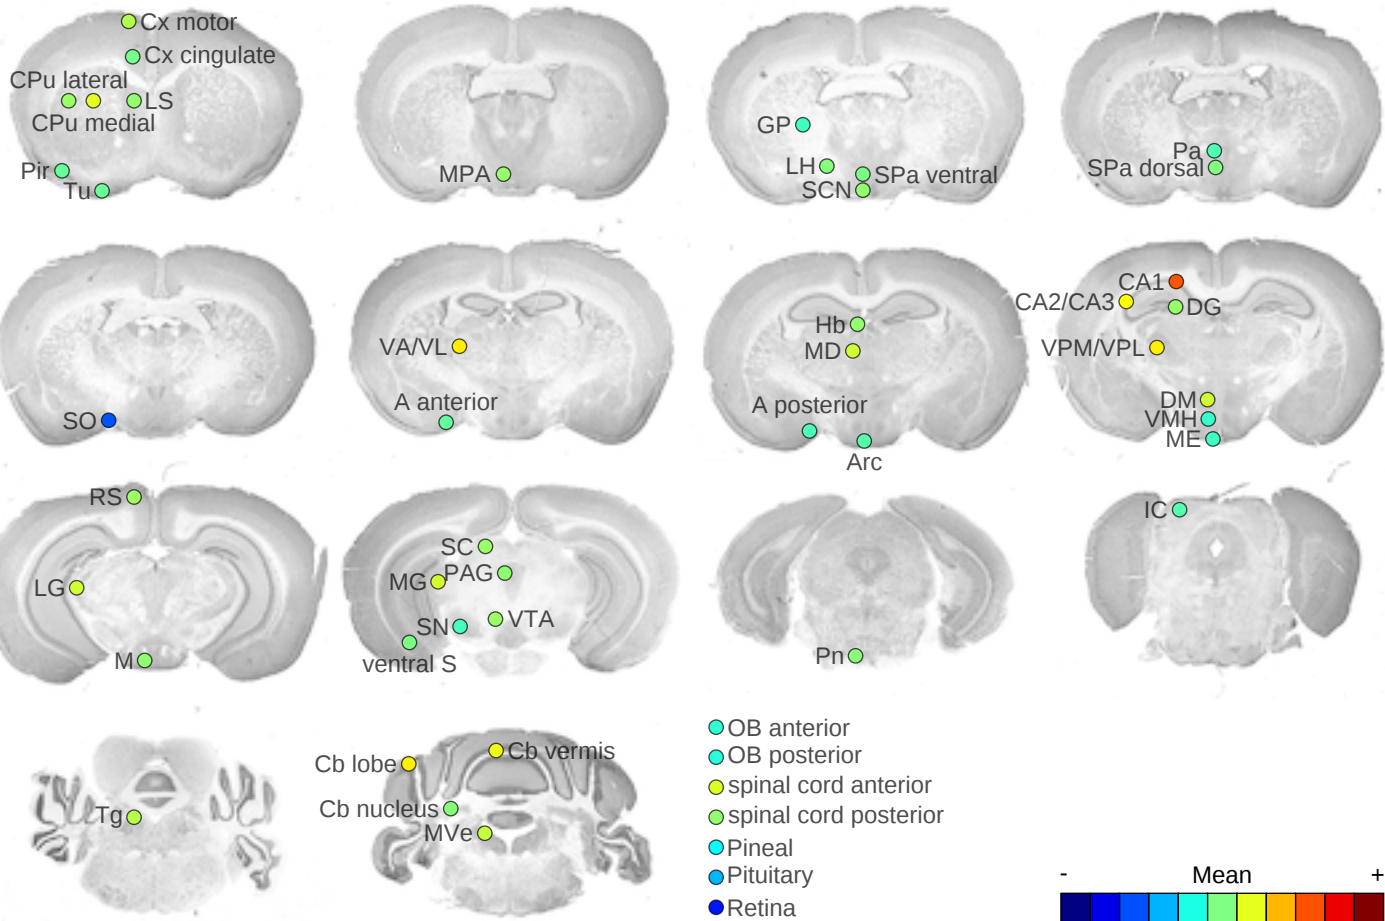 Cx motor
Cx cingulate
CPu lateral
LS
CPu medial
Pir
Tu
MPA
GP
LH
SPa ventral
SCN
Pa
SPa dorsal
SO
VA/VL
A anterior
Hb
MD
A posterior
Arc
CA1
CA2/CA3
DG
VPM/VPL
DM
VMH
ME
RS
LG
M
SC
PAG
MG
VTA
SN
ventral S
Pn
IC
Tg
Cb vermis
Cb lobe
Cb nucleus
MVe
OB anterior
OB posterior
spinal cord anterior
spinal cord posterior
Pineal
Pituitary
Retina
- Mean +